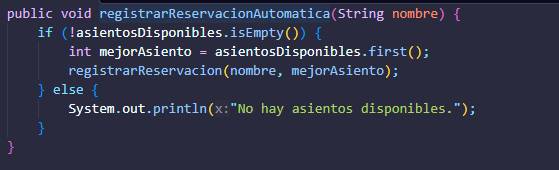 public void registrarReservacionAutomatica(String nombre) {
    if (!asientosDisponibles.isEmpty()) {
        int mejorAsiento = asientosDisponibles.first();
        registrarReservacion(nombre, mejorAsiento);
    } else {
        System.out.println(x:"No hay asientos disponibles.");
    }
}